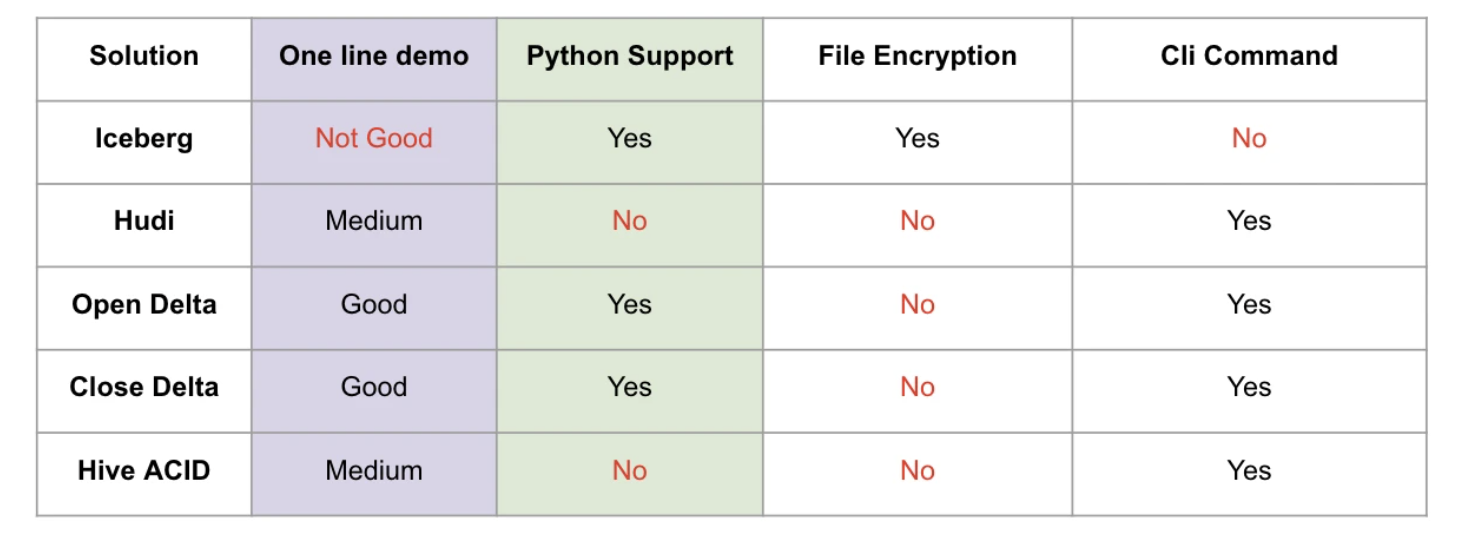 Solution One line demo Python Support File Encryption Cli Command
Iceberg Not Good Yes Yes No
Hudi Medium No No Yes
Open Delta Good Yes No Yes
Close Delta Good Yes No Yes
Hive ACID Medium No No Yes